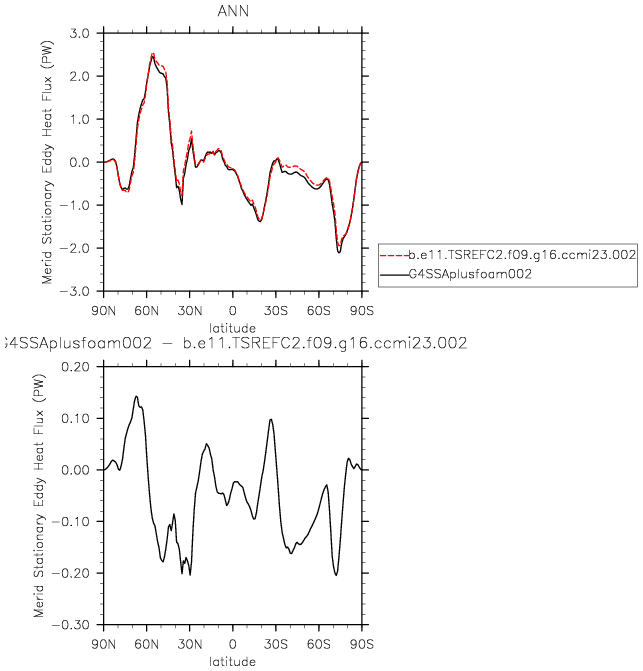 ANN
Merid Stationary Eddy Heat Flux (PW)
3.0
2.0
1.0
0.0
-1.0
-2.0
-3.0
90N 60N 30N 0 30S 60S 90S
latitude
b.e11.TSREFC2.f09.g16.ccmi23.002
G4SSAplusfoam002
G4SSAplusfoam002 - b.e11.TSREFC2.f09.g16.ccmi23.002
Merid Stationary Eddy Heat Flux (PW)
0.20
0.10
0.00
-0.10
-0.20
-0.30
90N 60N 30N 0 30S 60S 90S
latitude